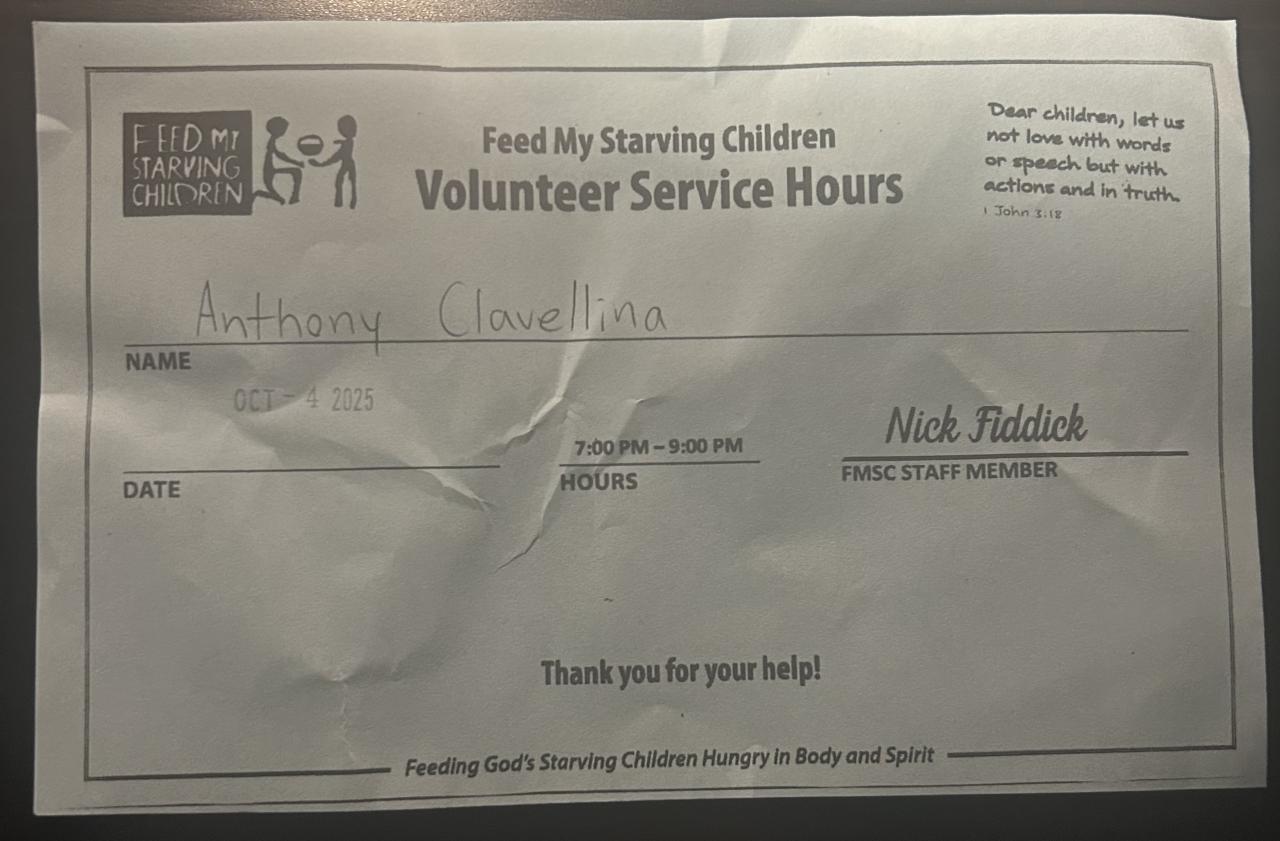 FEED MY
STARVING
CHILDREN
Feed My Starving Children
Volunteer Service Hours
Dear children, let us
not love with words
or speech but with
actions and in truth.
1 John 3:18
Anthony Clavellina
NAME
OCT - 4 2025
DATE
7:00 PM – 9:00 PM
HOURS
Nick Fiddick
FMSC STAFF MEMBER
Thank you for your help!
Feeding God's Starving Children Hungry in Body and Spirit